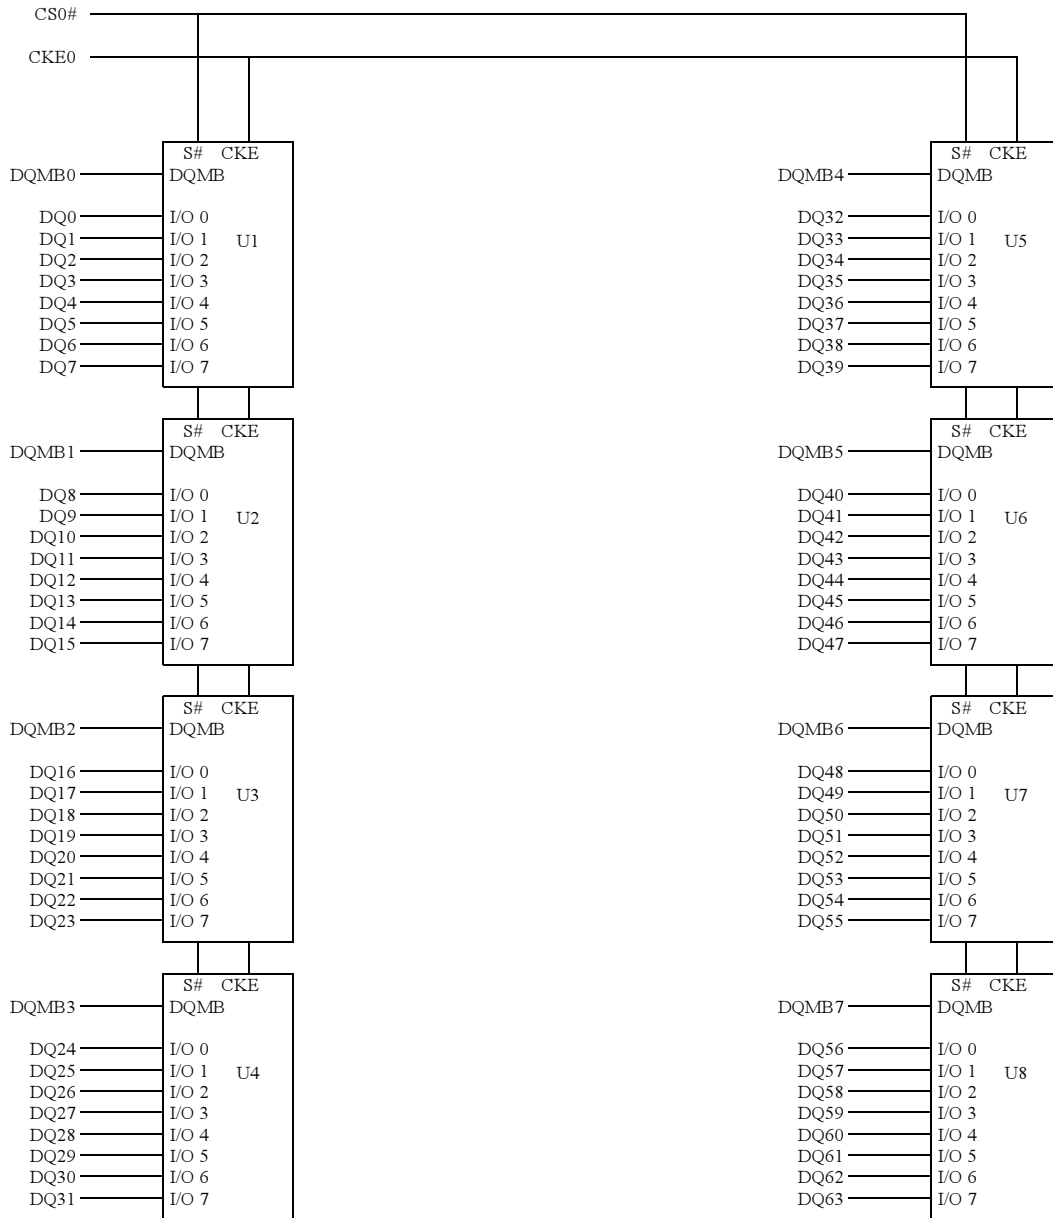 CS0#
CKE0
S# CKE
DQMB0 DQMB
DQ0 I/O 0
DQ1 I/O 1 U1
DQ2 I/O 2
DQ3 I/O 3
DQ4 I/O 4
DQ5 I/O 5
DQ6 I/O 6
DQ7 I/O 7
S# CKE
DQMB1 DQMB
DQ8 I/O 0
DQ9 I/O 1 U2
DQ10 I/O 2
DQ11 I/O 3
DQ12 I/O 4
DQ13 I/O 5
DQ14 I/O 6
DQ15 I/O 7
S# CKE
DQMB2 DQMB
DQ16 I/O 0
DQ17 I/O 1 U3
DQ18 I/O 2
DQ19 I/O 3
DQ20 I/O 4
DQ21 I/O 5
DQ22 I/O 6
DQ23 I/O 7
S# CKE
DQMB3 DQMB
DQ24 I/O 0
DQ25 I/O 1 U4
DQ26 I/O 2
DQ27 I/O 3
DQ28 I/O 4
DQ29 I/O 5
DQ30 I/O 6
DQ31 I/O 7
S# CKE
DQMB4 DQMB
DQ32 I/O 0
DQ33 I/O 1 U5
DQ34 I/O 2
DQ35 I/O 3
DQ36 I/O 4
DQ37 I/O 5
DQ38 I/O 6
DQ39 I/O 7
S# CKE
DQMB5 DQMB
DQ40 I/O 0
DQ41 I/O 1 U6
DQ42 I/O 2
DQ43 I/O 3
DQ44 I/O 4
DQ45 I/O 5
DQ46 I/O 6
DQ47 I/O 7
S# CKE
DQMB6 DQMB
DQ48 I/O 0
DQ49 I/O 1 U7
DQ50 I/O 2
DQ51 I/O 3
DQ52 I/O 4
DQ53 I/O 5
DQ54 I/O 6
DQ55 I/O 7
S# CKE
DQMB7 DQMB
DQ56 I/O 0
DQ57 I/O 1 U8
DQ58 I/O 2
DQ59 I/O 3
DQ60 I/O 4
DQ61 I/O 5
DQ62 I/O 6
DQ63 I/O 7